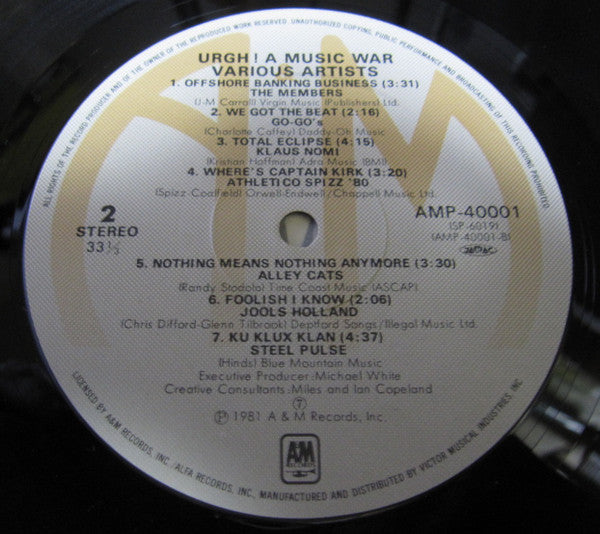 ALL RIGHTS OF THE RECORD PRODUCER AND OF THE OWNER OF THE REPRODUCED WORK RESERVED. UNAUTHORIZED COPYING, PUBLIC PERFORMANCE AND BROADCASTING OF THIS RECORDING PROHIBITED
URGH! A MUSIC WAR
VARIOUS ARTISTS
1. OFFSHORE BANKING BUSINESS (3:31)
THE MEMBERS
(J-M Carroll) Virgin Music (Publishers) Ltd.
2. WE GOT THE BEAT (2:16)
GO-GO's
(Charlotte Caffey) Daddy-Oh Music
3. TOTAL ECLIPSE (4:15)
KLAUS NOMI
(Kristian Hoffman) Adra Music (BMI)
4. WHERE'S CAPTAIN KIRK (3:20)
ATHLETICO SPIZZ '80
(Spizz-Coalfield) Orwell-Endwell/Chappell Music Ltd.
2
STEREO
33 1/3
AMP-40001
(SP-6019)
(AMP-40001-B)
5. NOTHING MEANS NOTHING ANYMORE (3:30)
ALLEY CATS
(Randy Stodola) Time Coast Music (ASCAP)
6. FOOLISH I KNOW (2:06)
JOOLS HOLLAND
(Chris Difford-Glenn Tilbrook) Deptford Songs/Illegal Music Ltd.
7. KU KLUX KLAN (4:37)
STEEL PULSE
(Hinds) Blue Mountain Music
Executive Producer: Michael White
Creative Consultants: Miles and Ian Copeland
7
Ⓟ 1981 A & M Records, Inc.
A&M
RECORDS
LICENSED BY A&M RECORDS, INC./ALFA RECORDS, INC., MANUFACTURED AND DISTRIBUTED BY VICTOR MUSICAL INDUSTRIES INC